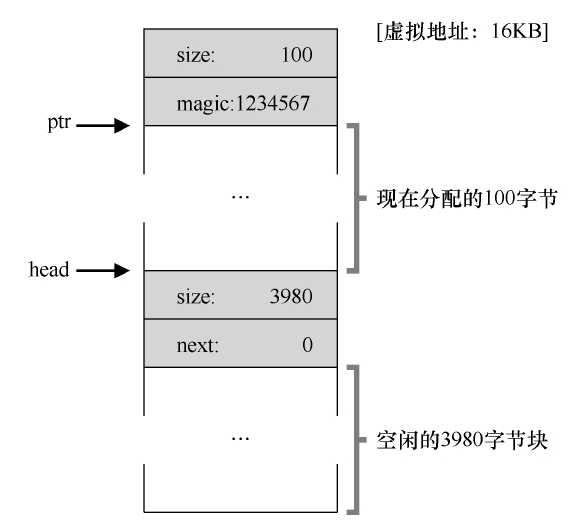 [虚拟地址：16KB]
size: 100
magic:1234567
ptr
...
现在分配的100字节
head
size: 3980
next: 0
...
空闲的3980字节块